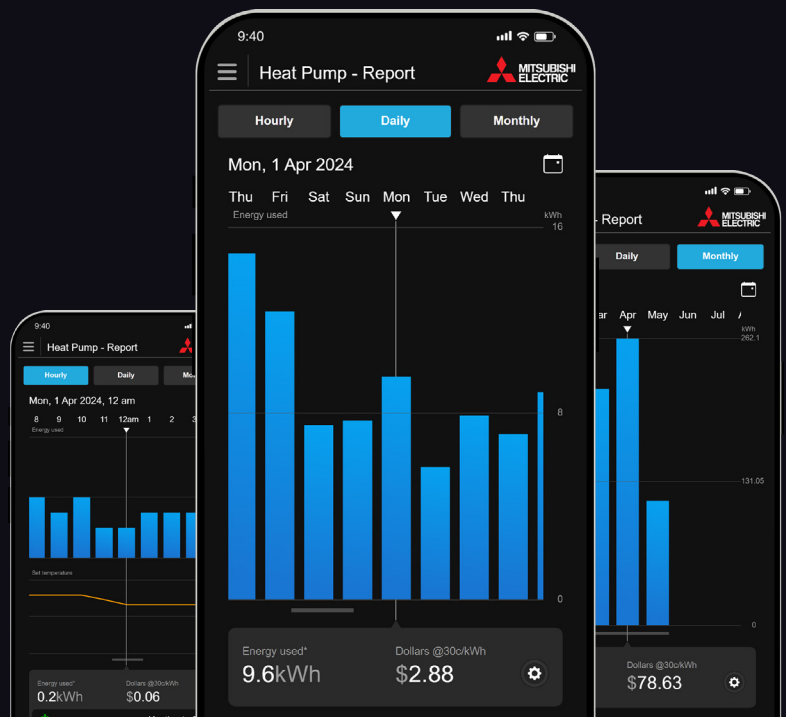 9:40
Heat Pump - Report
MITSUBISHI
ELECTRIC
Hourly Daily Monthly
Mon, 1 Apr 2024
Thu Fri Sat Sun Mon Tue Wed Thu
Energy used kWh
16
8
0
Energy used* Dollars @30c/kWh
9.6kWh $2.88
9:40
Heat Pump - Report
Hourly Daily
Mon, 1 Apr 2024, 12 am
8 9 10 11 12am 1 2 3
Energy used
Set temperature
Energy used* Dollars @30c/kWh
0.2kWh $0.06
- Report
MITSUBISHI
ELECTRIC
Daily Monthly
Apr May Jun Jul
kWh
262.1
131.05
0
Dollars @30c/kWh
$78.63